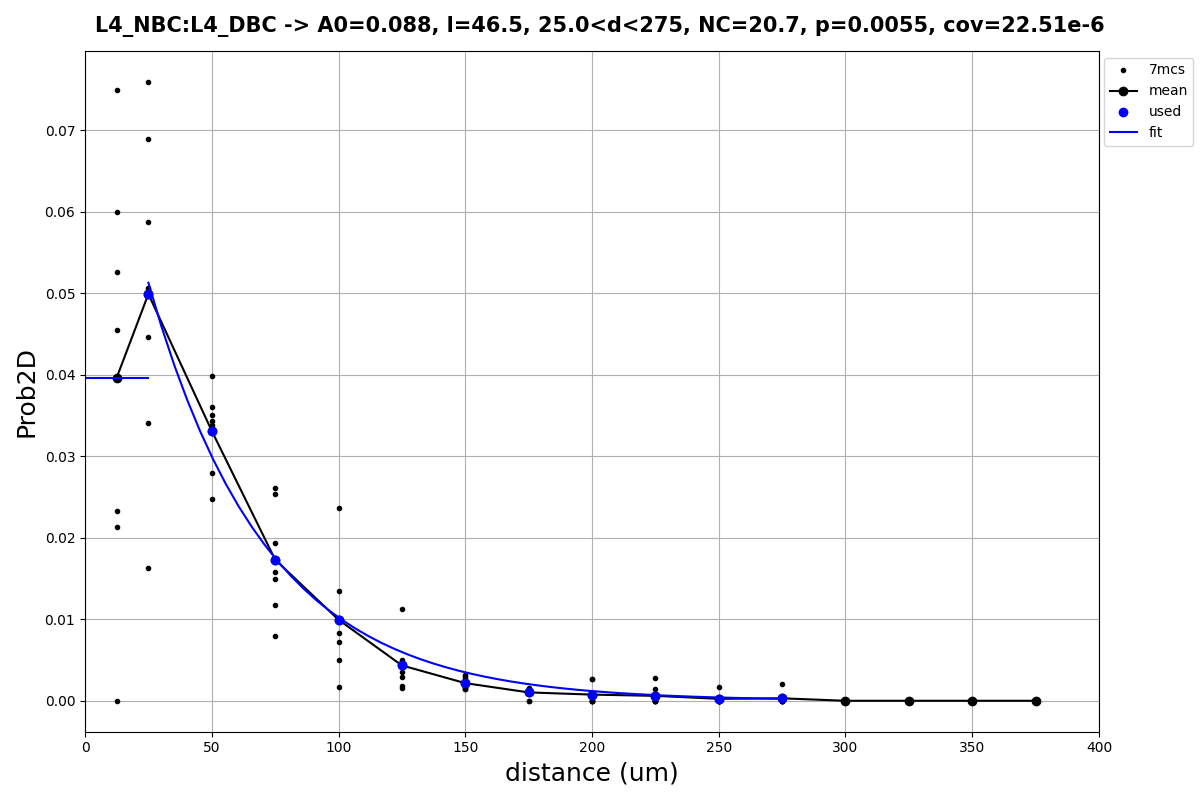 L4_NBC:L4_DBC -> A0=0.088, l=46.5, 25.0<d<275, NC=20.7, p=0.0055, cov=22.51e-6
7mcs
mean
used
fit
0.07
0.06
0.05
0.04
0.03
0.02
0.01
0.00
Prob2D
0 50 100 150 200 250 300 350 400
distance (um)